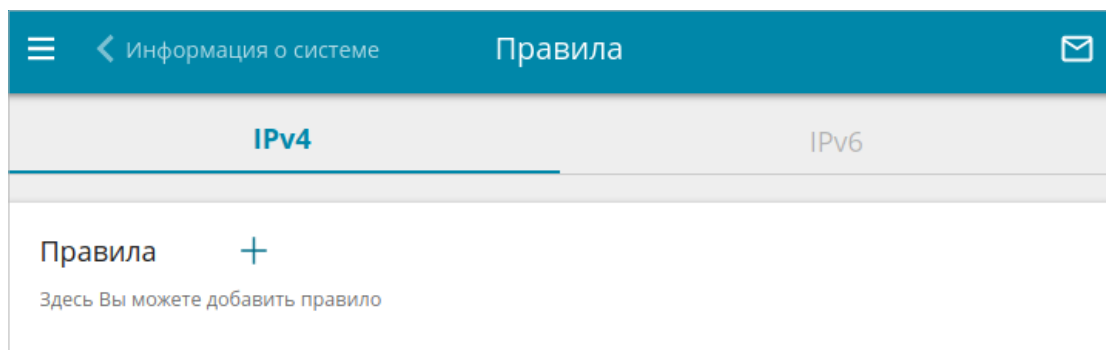 Информация о системе
Правила
IPv4
IPv6
Правила
Здесь Вы можете добавить правило